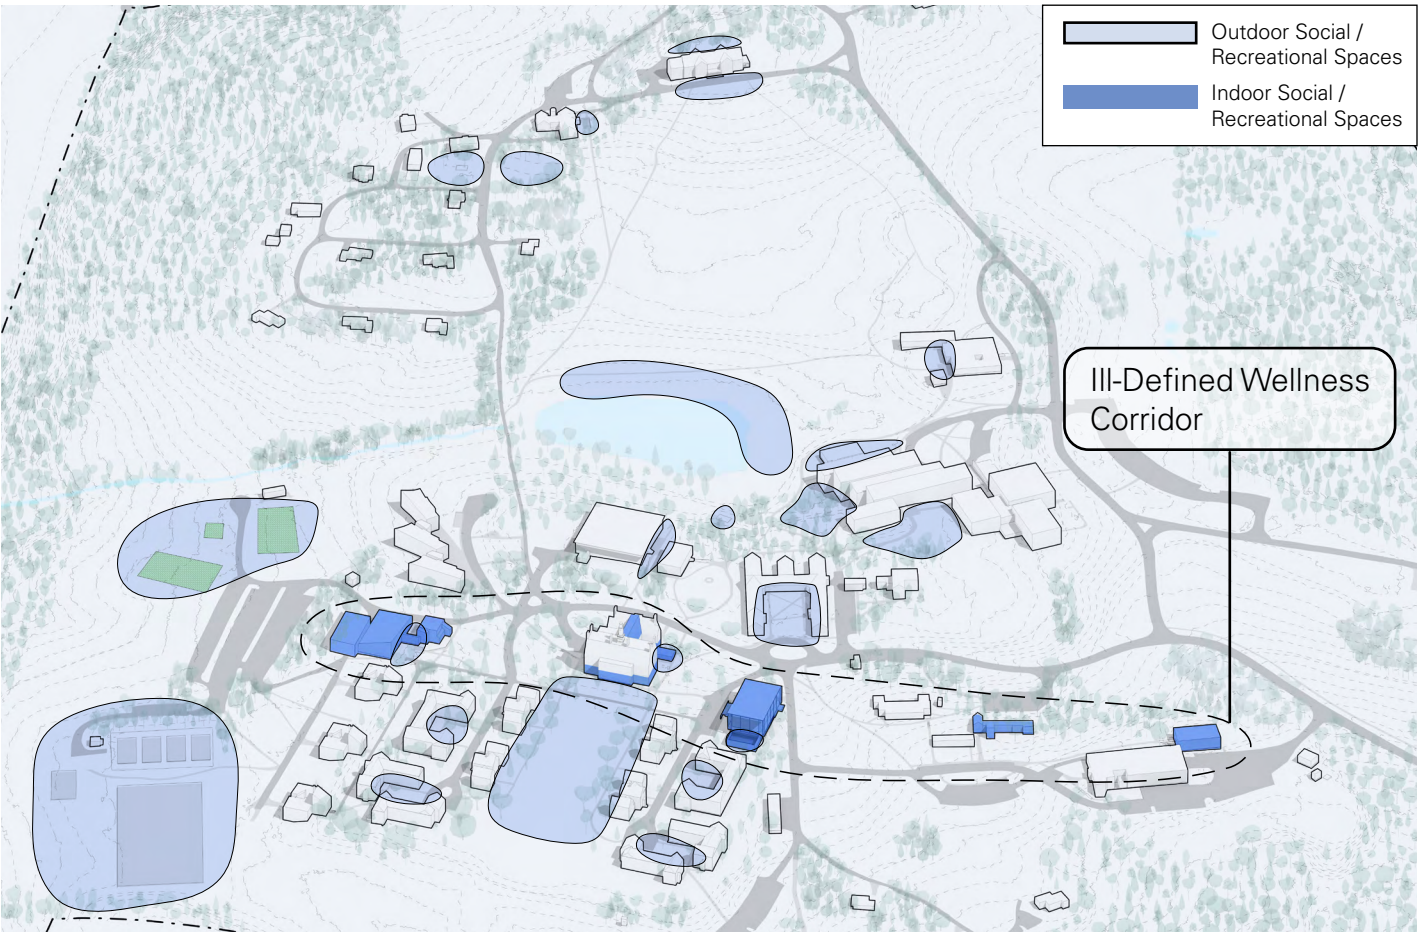 Outdoor Social /
Recreational Spaces
Indoor Social /
Recreational Spaces
Ill-Defined Wellness
Corridor